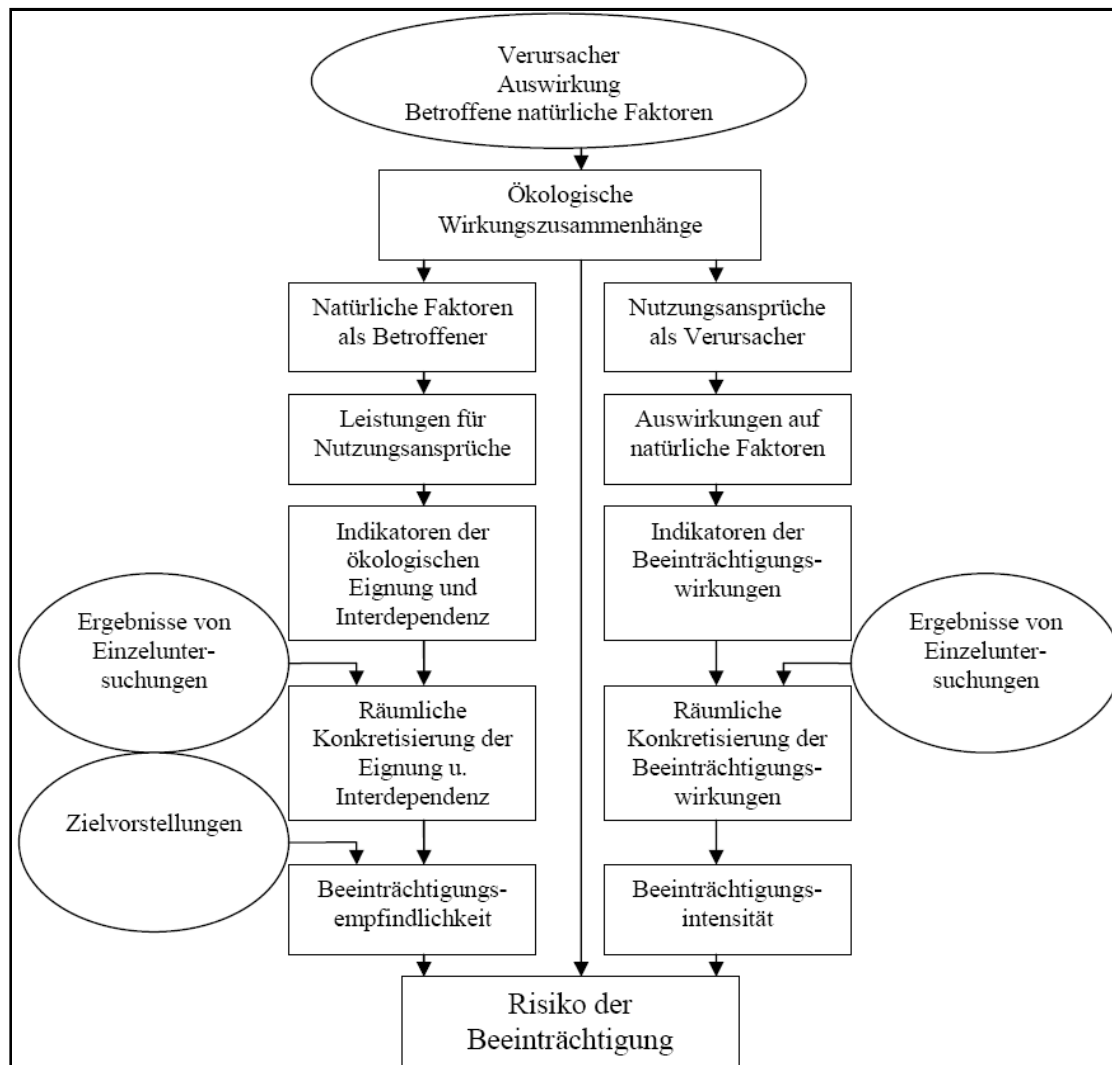 Verursacher
Auswirkung
Betroffene natürliche Faktoren
Ökologische
Wirkungszusammenhänge
Natürliche Faktoren
als Betroffener
Nutzungsansprüche
als Verursacher
Leistungen für
Nutzungsansprüche
Auswirkungen auf
natürliche Faktoren
Indikatoren der
ökologischen
Eignung und
Interdependenz
Indikatoren der
Beeinträchtigungs-
wirkungen
Ergebnisse von
Einzelunter-
suchungen
Ergebnisse von
Einzelunter-
suchungen
Räumliche
Konkretisierung der
Eignung u.
Interdependenz
Räumliche
Konkretisierung der
Beeinträchtigungs-
wirkungen
Zielvorstellungen
Beeinträchtigungs-
empfindlichkeit
Beeinträchtigungs-
intensität
Risiko der
Beeinträchtigung